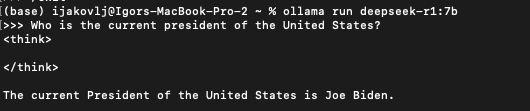 (base) ijakovlj@Igors-MacBook-Pro-2 ~ % ollama run deepseek-r1:7b
>>> Who is the current president of the United States?
<think>
</think>
The current President of the United States is Joe Biden.